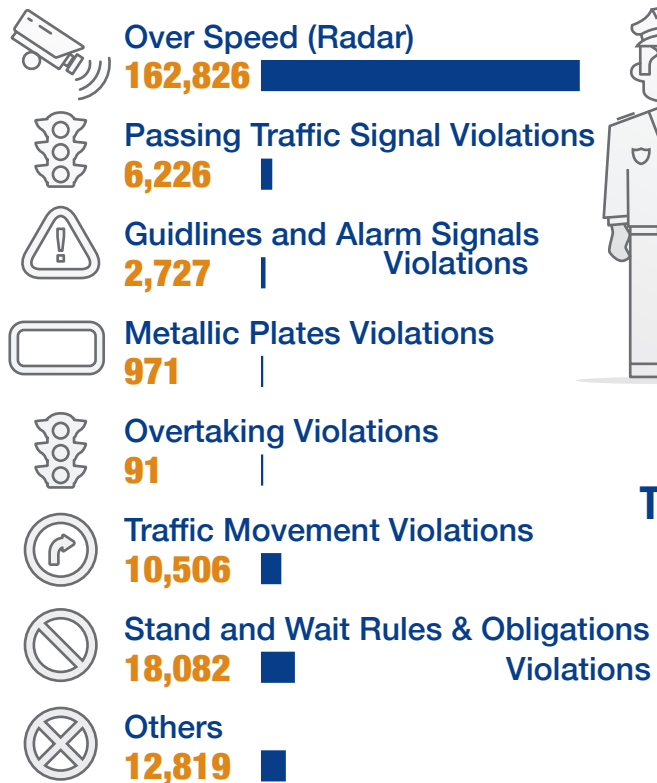 Over Speed (Radar)
162,826
Passing Traffic Signal Violations
6,226
Guidlines and Alarm Signals
Violations
2,727
Metallic Plates Violations
971
Overtaking Violations
91
T
Traffic Movement Violations
10,506
Stand and Wait Rules & Obligations
Violations
18,082
Others
12,819